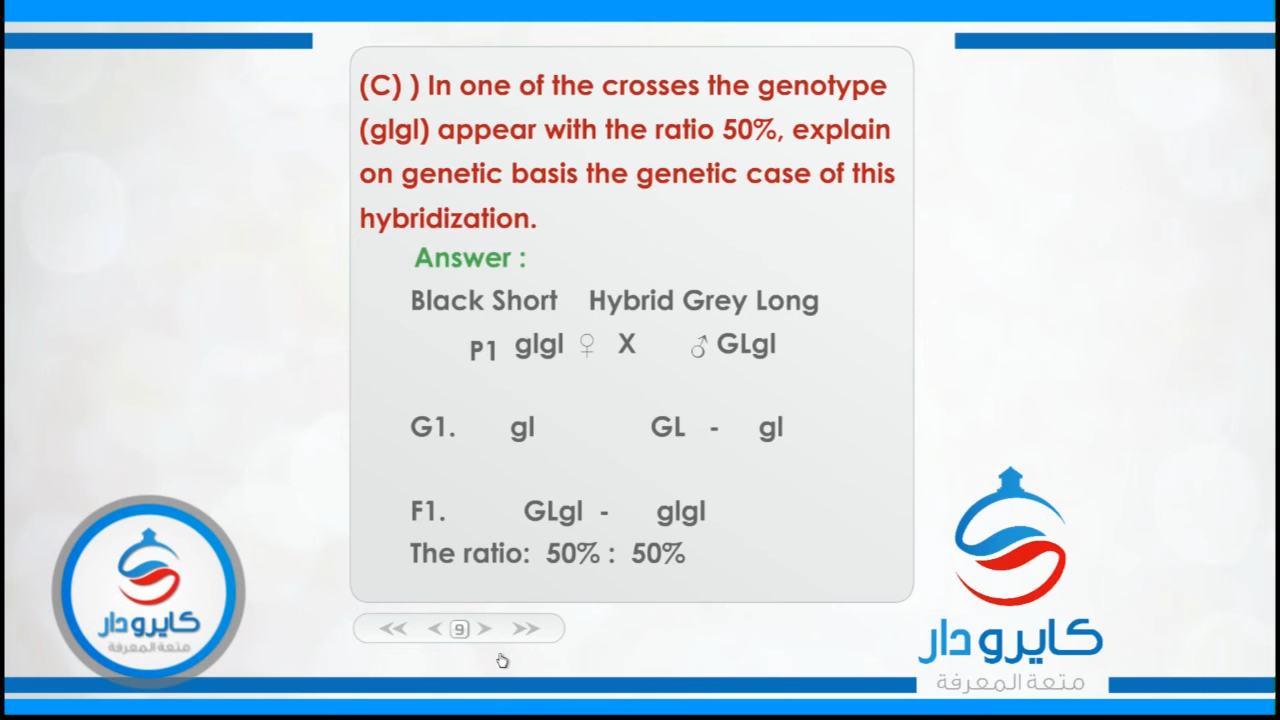 (C) ) In one of the crosses the genotype
(glgl) appear with the ratio 50%, explain
on genetic basis the genetic case of this
hybridization.
Answer :
Black Short Hybrid Grey Long
P1 glgl ♀ X ♂ GLgl
G1. gl GL - gl
F1. GLgl - glgl
The ratio: 50% : 50%
9
كايرو دار
متعة المعرفة
كايرو دار
متعة المعرفة